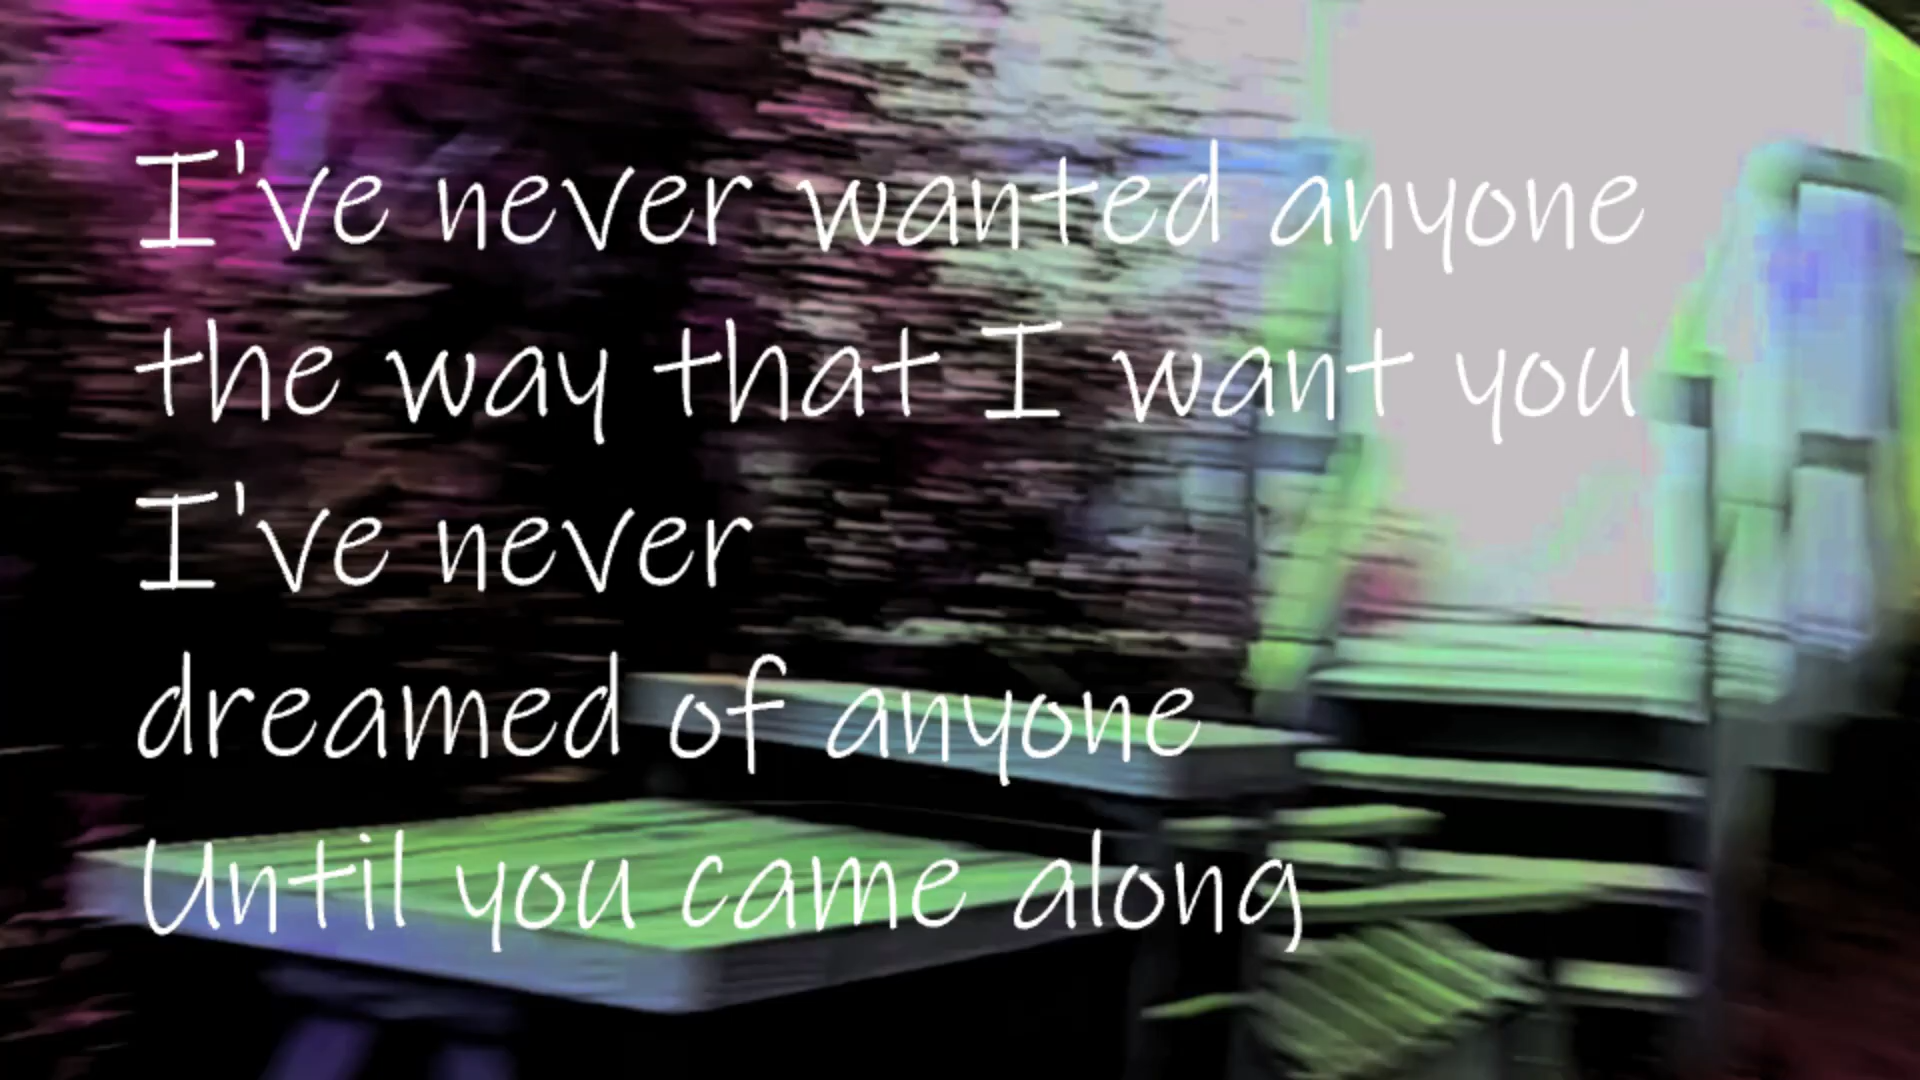 I've never wanted anyone
the way that I want you
I've never
dreamed of anyone
Until you came along